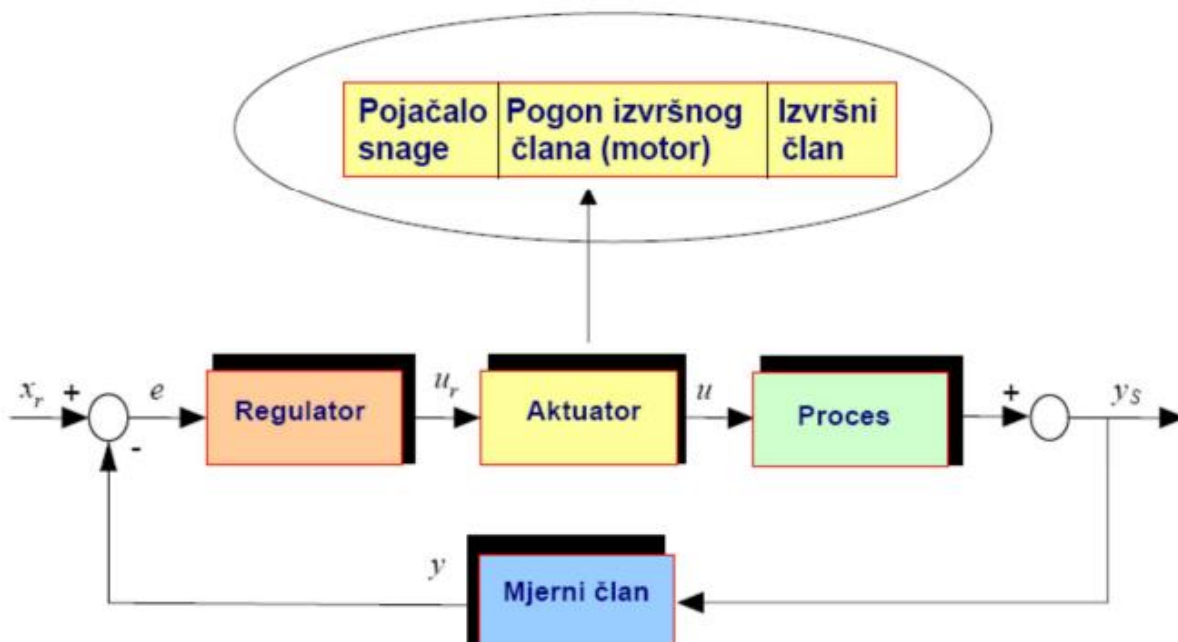 Pojačalo snage
Pogon izvršnog člana (motor)
Izvršni član
x_r + e Regulator u_r Aktuator u Proces + y_S
-
y Mjerni član